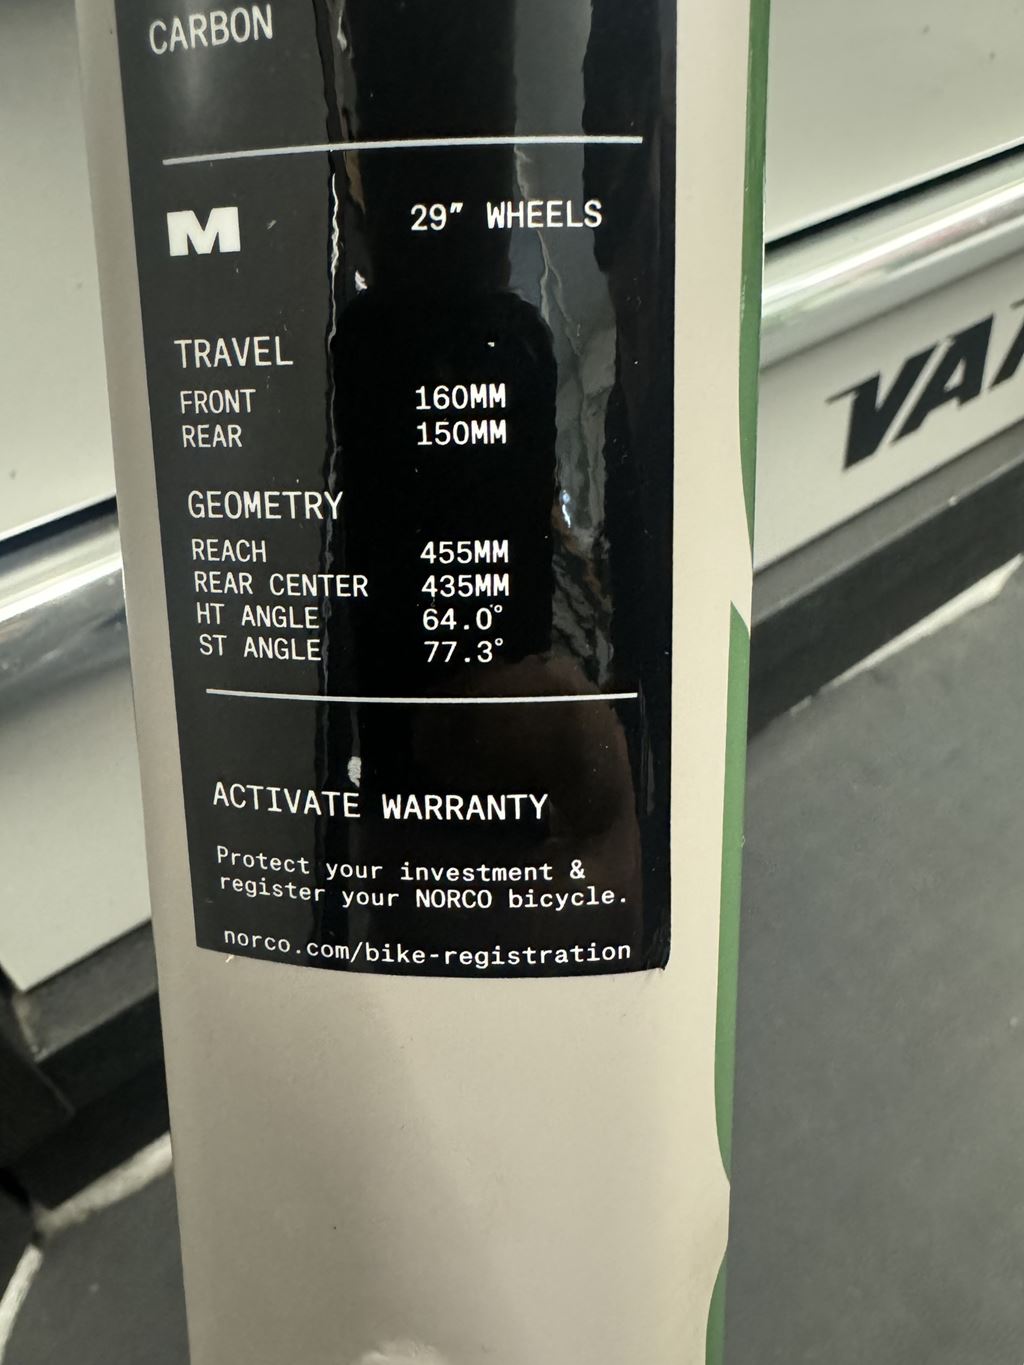 CARBON
M 29″ WHEELS
TRAVEL
FRONT 160MM
REAR 150MM
GEOMETRY
REACH 455MM
REAR CENTER 435MM
HT ANGLE 64.0°
ST ANGLE 77.3°
ACTIVATE WARRANTY
Protect your investment &
register your NORCO bicycle.
norco.com/bike-registration